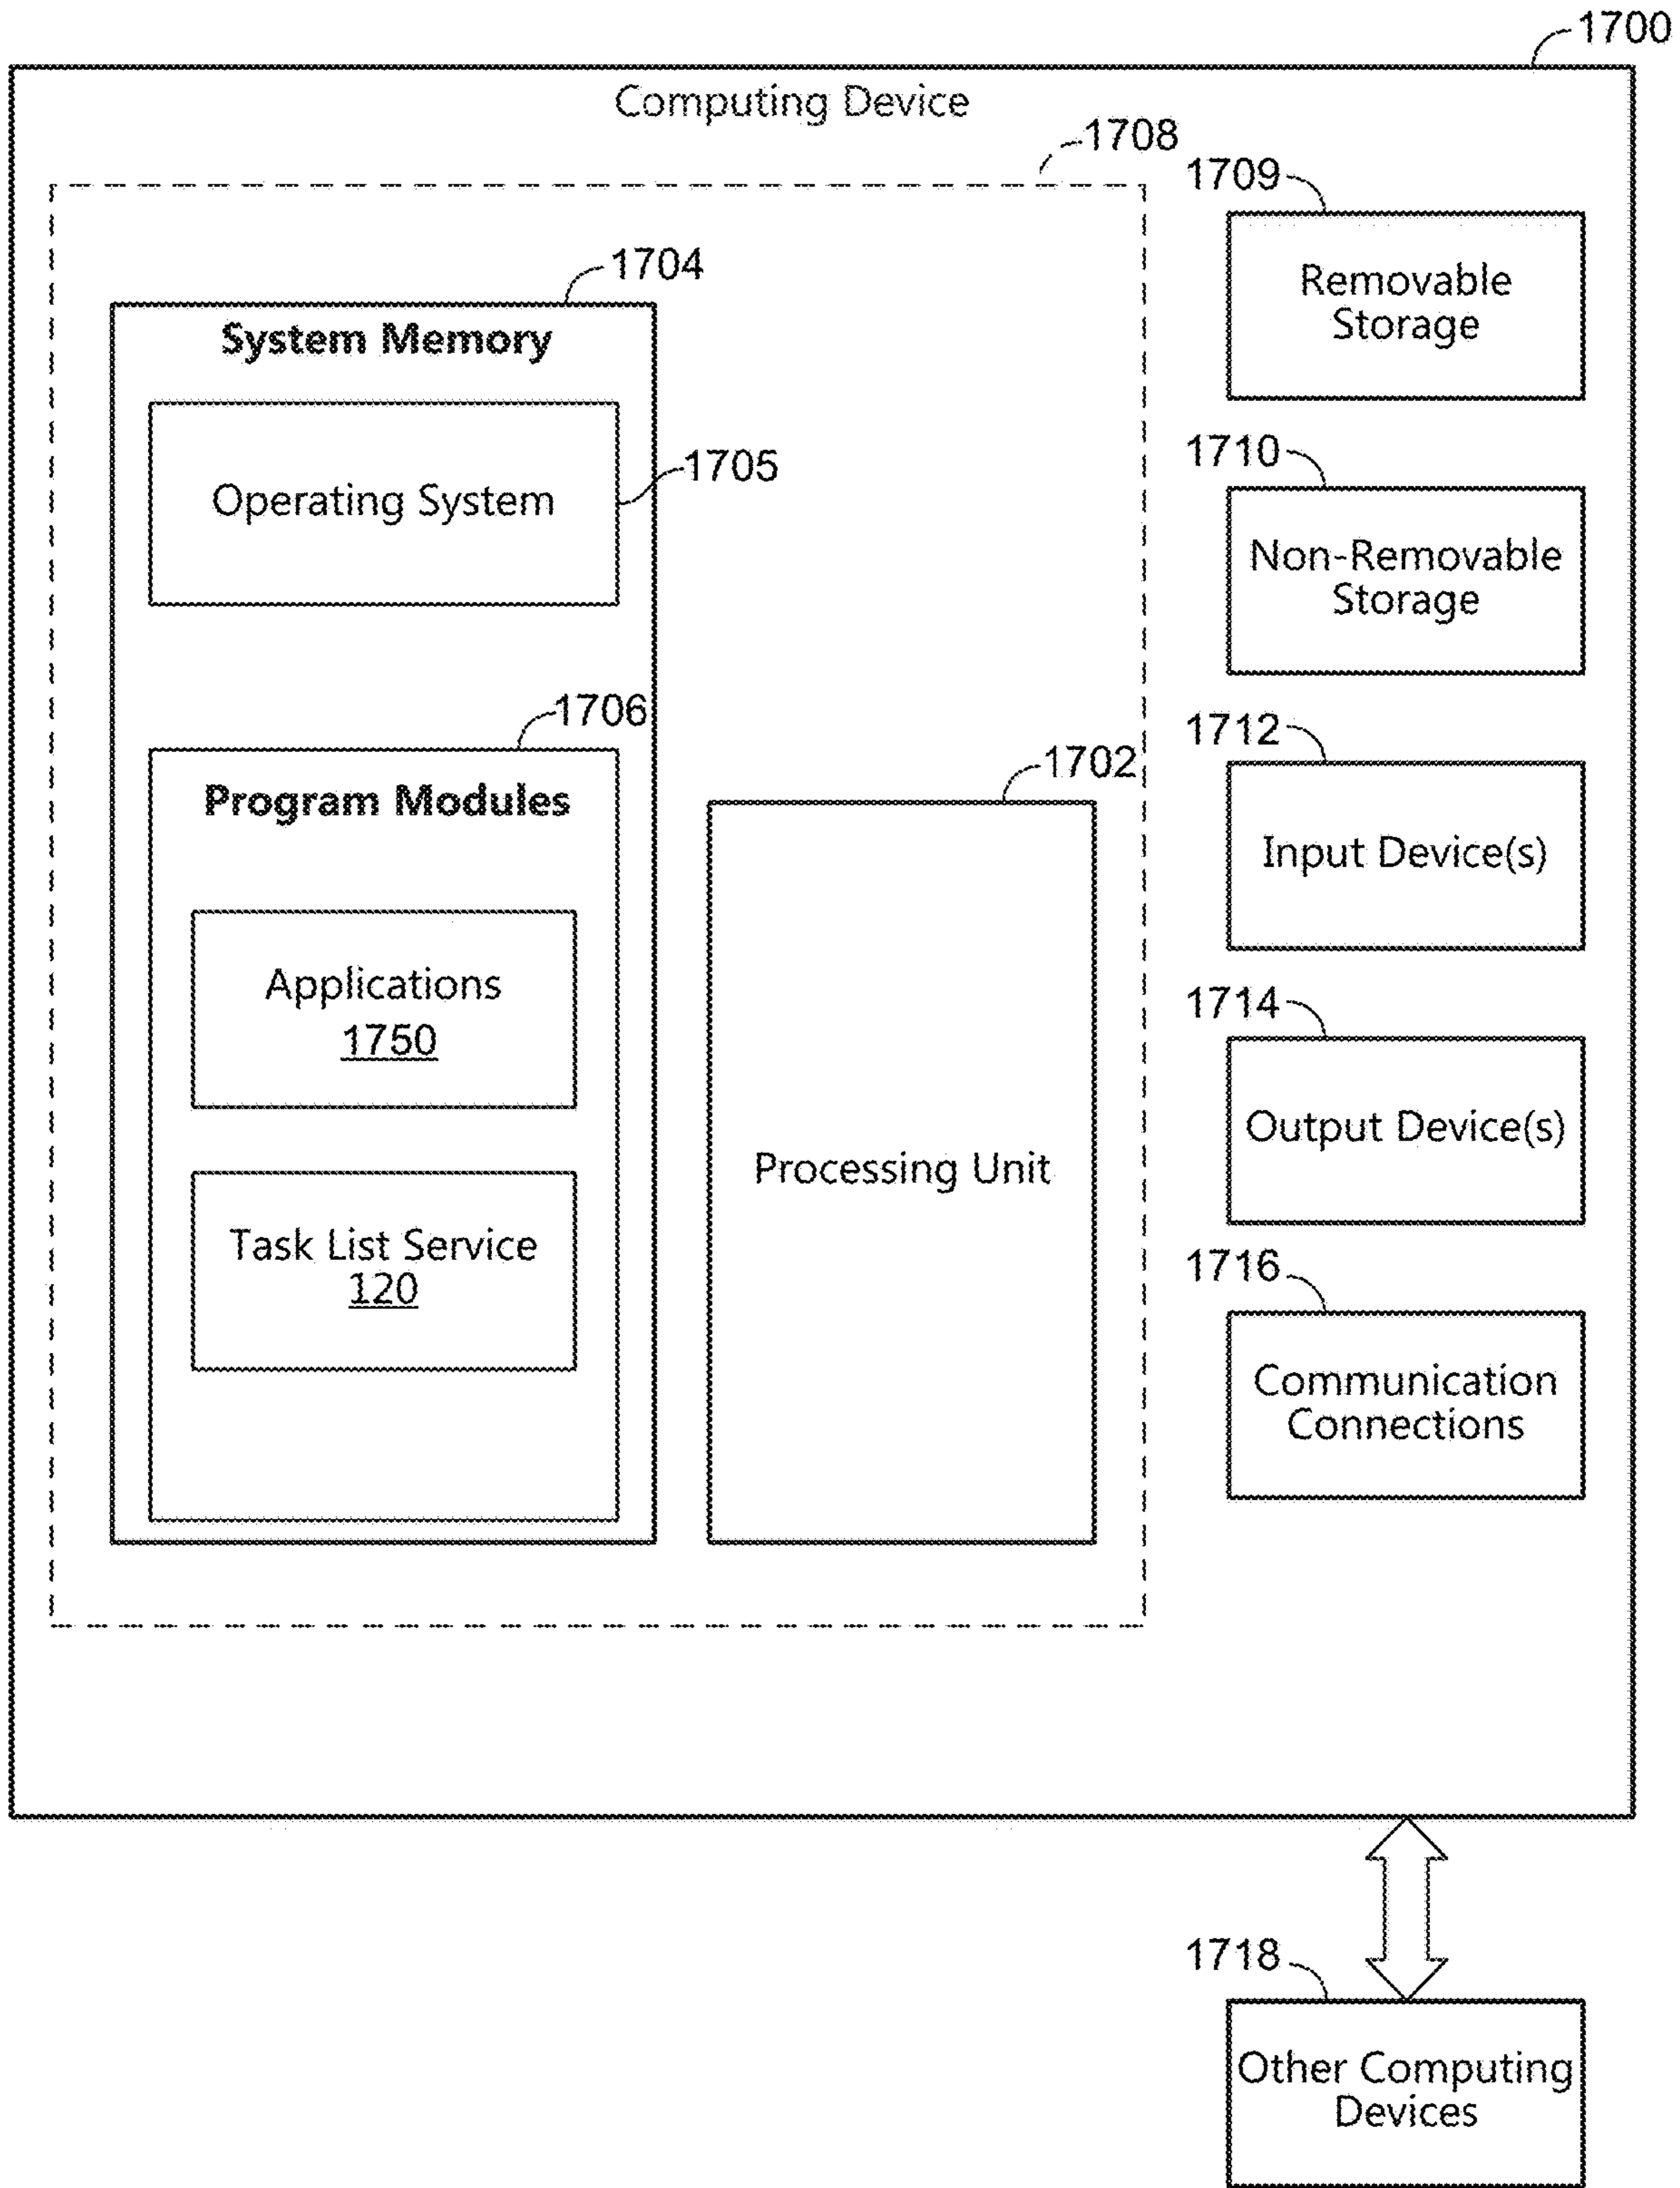 1700
Computing Device
1708
1709
Removable
Storage
1704
System Memory
Operating System
1705
1710
Non-Removable
Storage
1706
Program Modules
Applications
1750
Task List Service
120
1702
Processing Unit
1712
Input Device(s)
1714
Output Device(s)
1716
Communication
Connections
1718
Other Computing
Devices